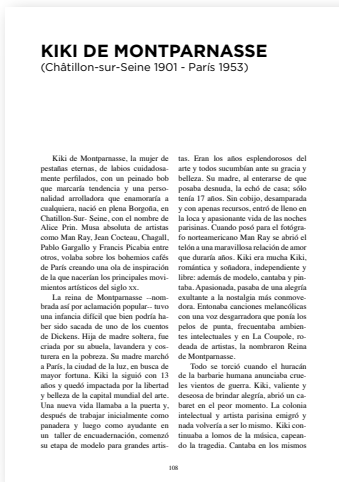 KIKI DE MONTPARNASSE
(Châtillon-sur-Seine 1901 - París 1953)
Kiki de Montparnasse, la mujer de
pestañas eternas, de labios cuidadosa-
mente perfilados, con un peinado bob
que marcaría tendencia y una perso-
nalidad arrolladora que enamoraría a
cualquiera, nació en plena Borgoña, en
Chatillon-Sur- Seine, con el nombre de
Alice Prin. Musa absoluta de artistas
como Man Ray, Jean Cocteau, Chagall,
Pablo Gargallo y Francis Picabia entre
otros, volaba sobre los bohemios cafés
de París creando una ola de inspiración
de la que nacerían los principales movi-
mientos artísticos del siglo XX.
La reina de Montparnasse –nom-
brada así por aclamación popular– tuvo
una infancia difícil que bien podría ha-
ber sido sacada de uno de los cuentos
de Dickens. Hija de madre soltera, fue
criada por su abuela, lavandera y cos-
turera en la pobreza. Su madre marchó
a París, la ciudad de la luz, en busca de
mayor fortuna. Kiki la siguió con 13
años y quedó impactada por la libertad
y belleza de la capital mundial del arte.
Una nueva vida llamaba a la puerta y,
después de trabajar inicialmente como
panadera y luego como ayudante en
un taller de encuadernación, comenzó
su etapa de modelo para grandes artis-
tas. Eran los años esplendorosos del
arte y todos sucumbían ante su gracia y
belleza. Su madre, al enterarse de que
posaba desnuda, la echó de casa; sólo
tenía 17 años. Sin cobijo, desamparada
y con apenas recursos, entró de lleno en
la loca y apasionante vida de las noches
parisinas. Cuando posó para el fotógra-
fo norteamericano Man Ray se abrió el
telón a una maravillosa relación de amor
que duraría años. Kiki era mucha Kiki,
romántica y soñadora, independiente y
libre: además de modelo, cantaba y pin-
taba. Apasionada, pasaba de una alegría
exultante a la nostalgia más conmove-
dora. Entonaba canciones melancólicas
con una voz desgarradora que ponía los
pelos de punta, frecuentaba ambien-
tes intelectuales y en La Coupole, ro-
deada de artistas, la nombraron Reina
de Montparnasse.
Todo se torció cuando el huracán
de la barbarie humana anunciaba crue-
les vientos de guerra. Kiki, valiente y
deseosa de brindar alegría, abrió un ca-
baret en el peor momento. La colonia
intelectual y artista parisina emigró y
nada volvería a ser lo mismo. Kiki con-
tinuaba a lomos de la música, capean-
do la tragedia. Cantaba en los mismos
108